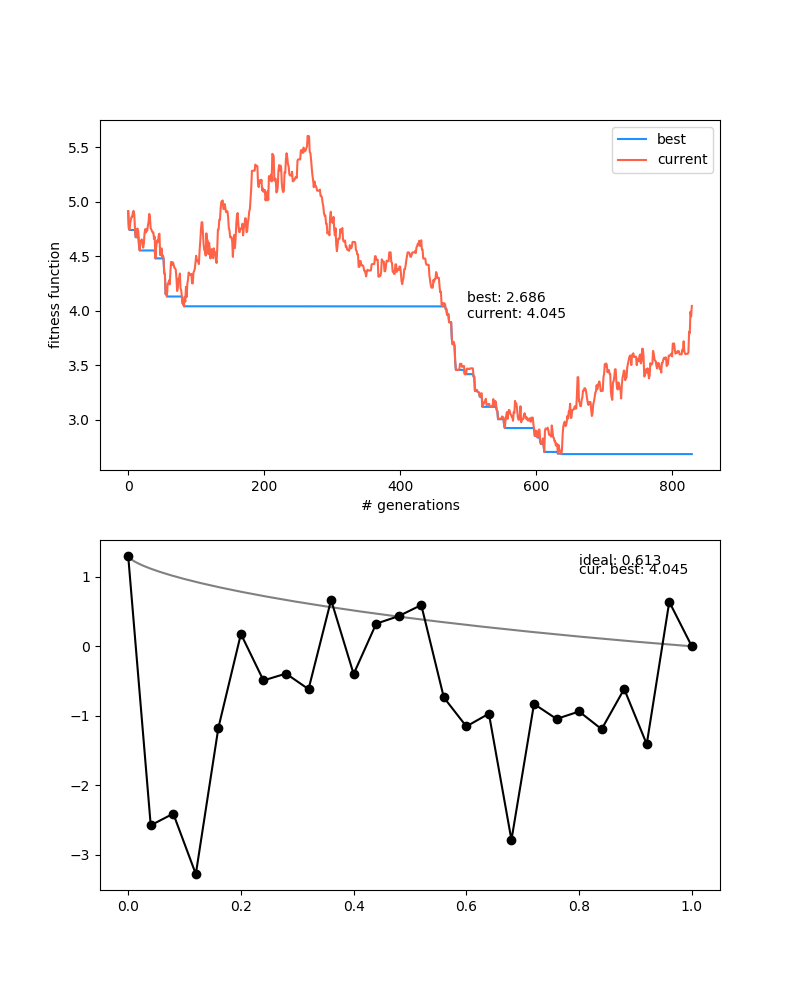 best
current
5.5
5.0
4.5
4.0
3.5
3.0
fitness function
best: 2.686
current: 4.045
0
200
400
600
800
# generations
ideal: 0.613
cur. best: 4.045
1
0
−1
−2
−3
0.0
0.2
0.4
0.6
0.8
1.0